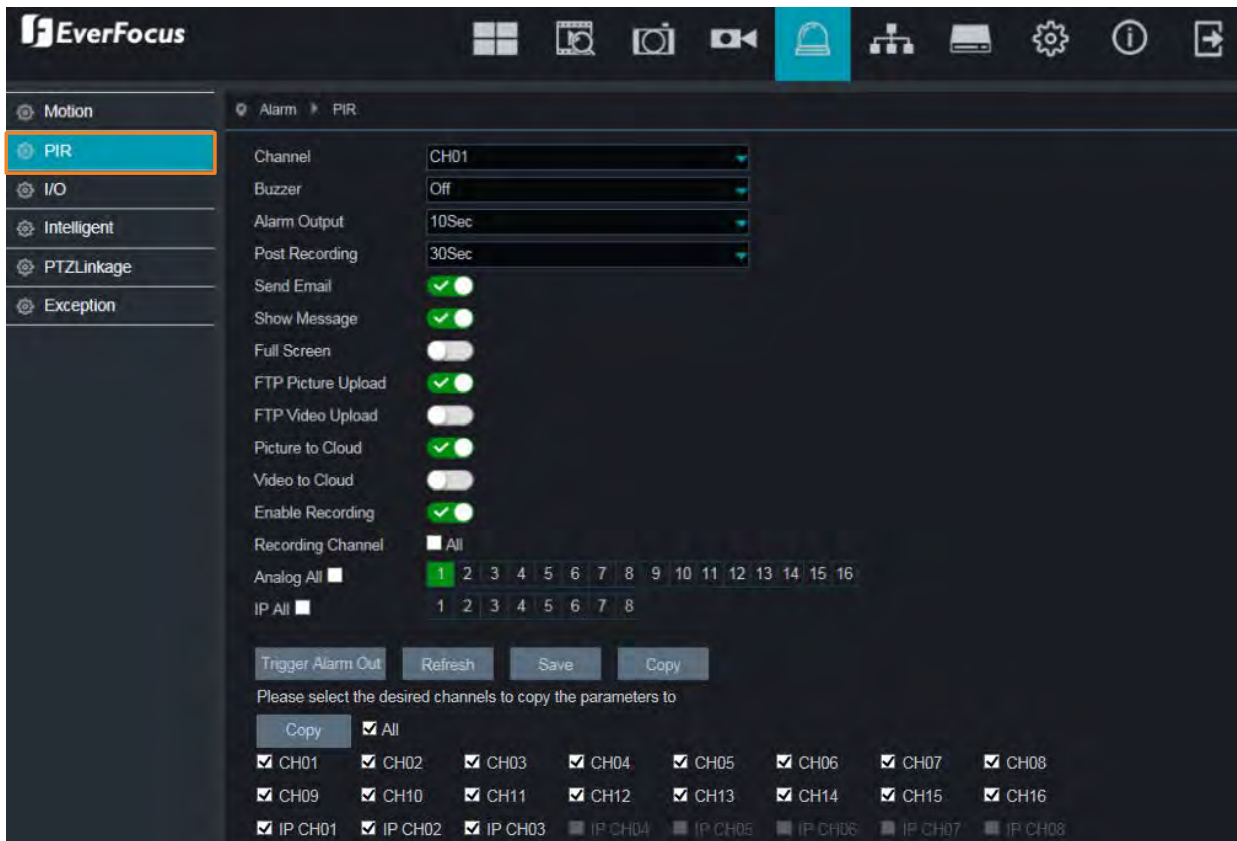 EverFocus
Motion
PIR
I/O
Intelligent
PTZLinkage
Exception
Alarm PIR
Channel CH01
Buzzer Off
Alarm Output 10Sec
Post Recording 30Sec
Send Email
Show Message
Full Screen
FTP Picture Upload
FTP Video Upload
Picture to Cloud
Video to Cloud
Enable Recording
Recording Channel All
Analog All 1 2 3 4 5 6 7 8 9 10 11 12 13 14 15 16
IP All 1 2 3 4 5 6 7 8
Trigger Alarm Out Refresh Save Copy
Please select the desired channels to copy the parameters to
Copy All
CH01 CH02 CH03 CH04 CH05 CH06 CH07 CH08
CH09 CH10 CH11 CH12 CH13 CH14 CH15 CH16
IP CH01 IP CH02 IP CH03 IP CH04 IP CH05 IP CH06 IP CH07 IP CH08